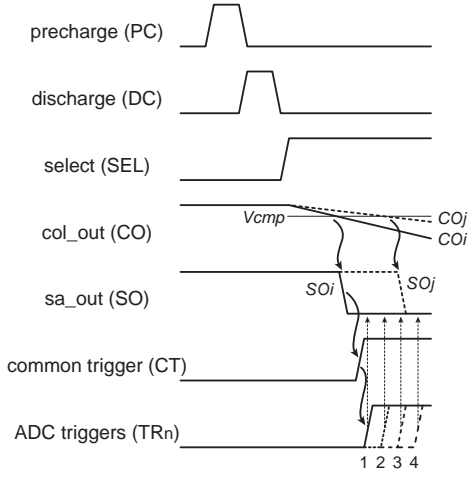 precharge (PC)
discharge (DC)
select (SEL)
col_out (CO)
Vcmp
COj
COi
sa_out (SO)
SOi
SOj
common trigger (CT)
ADC triggers (TRn)
1 2 3 4